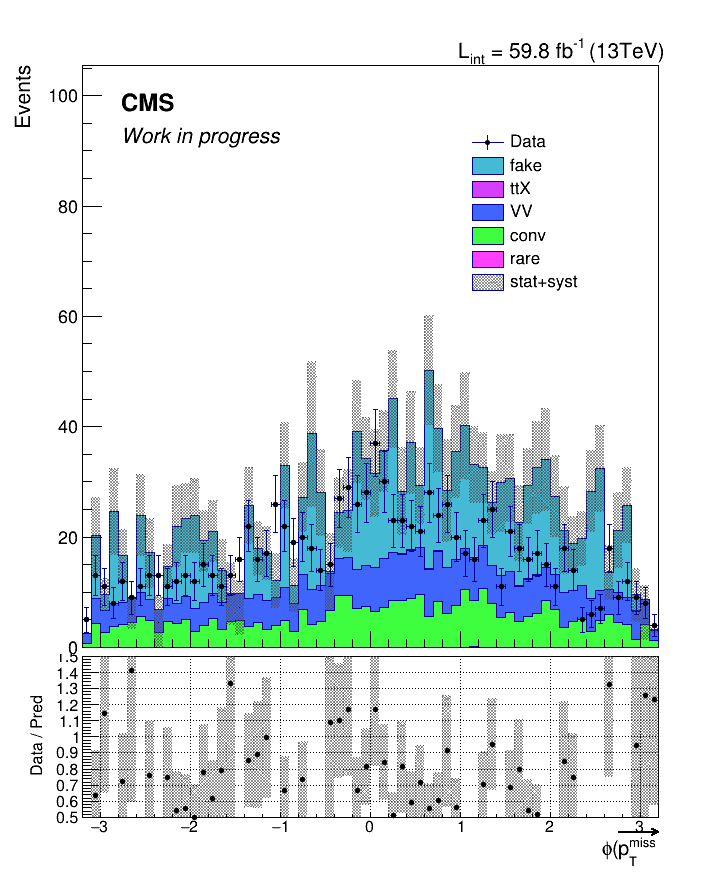 L_int = 59.8 fb^-1 (13TeV)
Events
CMS
Work in progress
Data
fake
ttX
VV
conv
rare
stat+syst
100
80
60
40
20
0
Data / Pred
1.5
1.4
1.3
1.2
1.1
1
0.9
0.8
0.7
0.6
0.5
−3 −2 −1 0 1 2 3
ϕ(p_T^miss